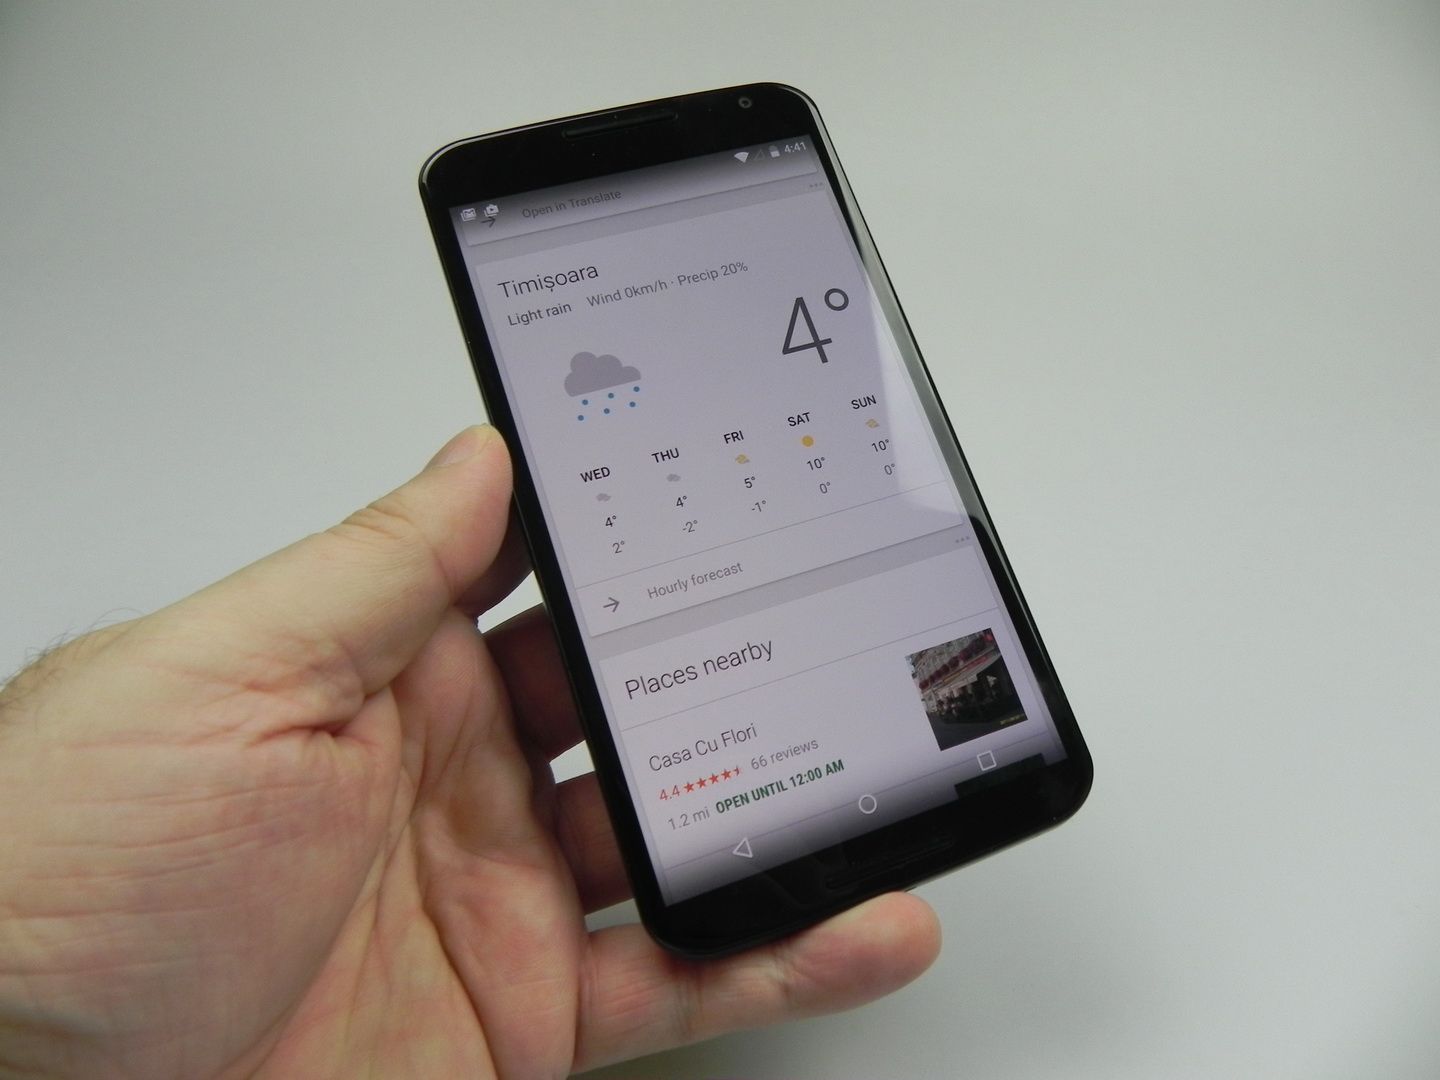 4:41
Open in Translate
Timișoara
Light rain Wind 0km/h · Precip 20%
4°
WED THU FRI SAT SUN
4° 4° 5° 10° 10°
2° -2° -1° 0° 0°
Hourly forecast
Places nearby
Casa Cu Flori
4.4 66 reviews
1.2 mi OPEN UNTIL 12:00 AM